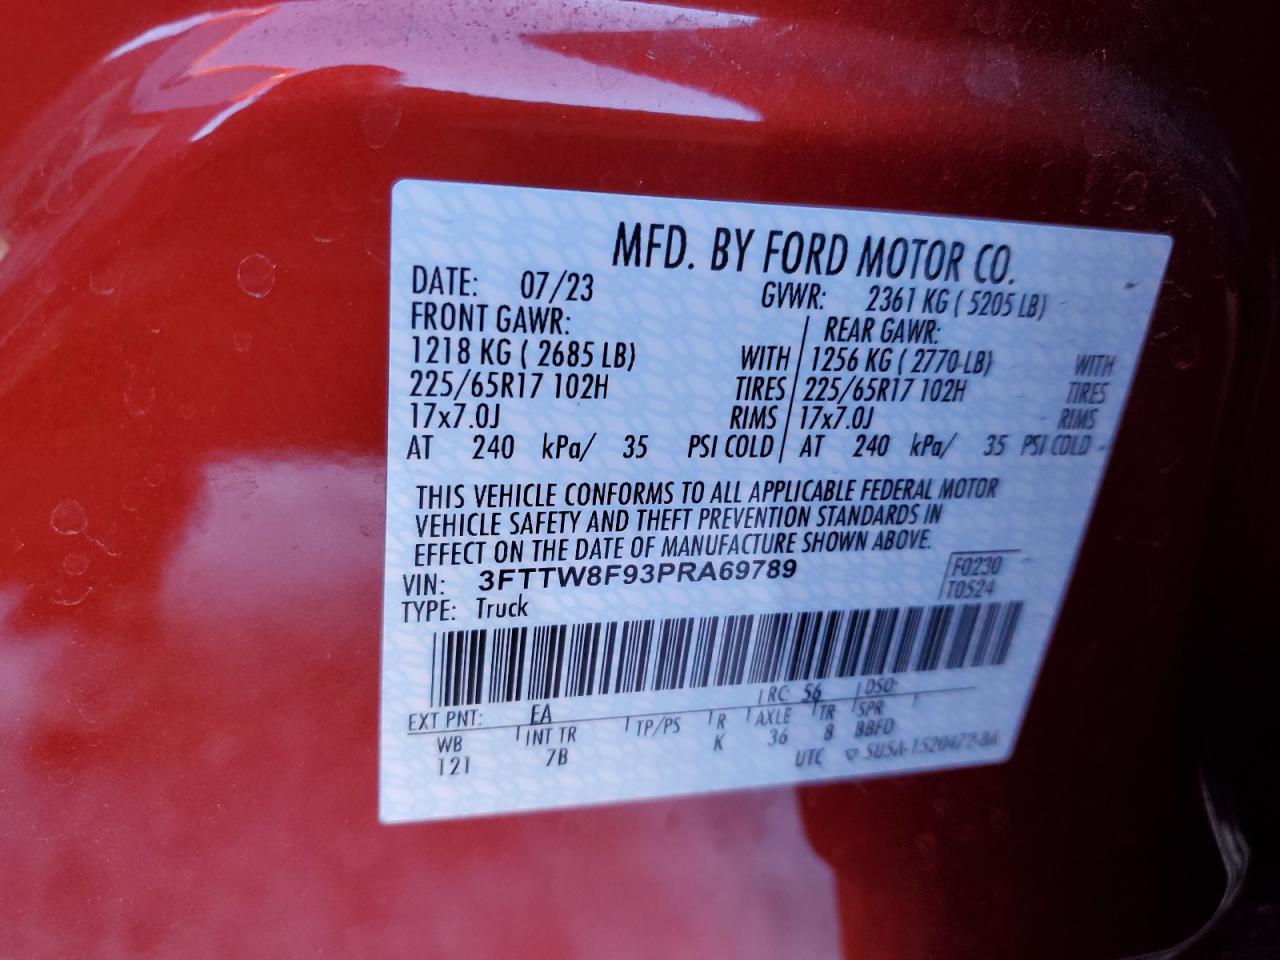 MFD. BY FORD MOTOR CO.
DATE: 07/23 GVWR: 2361 KG ( 5205 LB)
FRONT GAWR: REAR GAWR:
1218 KG ( 2685 LB) WITH 1256 KG ( 2770 LB) WITH
225/65R17 102H TIRES 225/65R17 102H TIRES
17x7.0J RIMS 17x7.0J RIMS
AT 240 kPa/ 35 PSI COLD AT 240 kPa/ 35 PSI COLD
THIS VEHICLE CONFORMS TO ALL APPLICABLE FEDERAL MOTOR
VEHICLE SAFETY AND THEFT PREVENTION STANDARDS IN
EFFECT ON THE DATE OF MANUFACTURE SHOWN ABOVE.
VIN: 3FTTW8F93PRA69789 F0230
TYPE: Truck T0524
EXT PNT: EA RC: 56 DSO:
WB INT TR TP/PS R AXLE TR SPR
121 7B K 36 8 BBFD
UTC 5U5A-1520472-BA